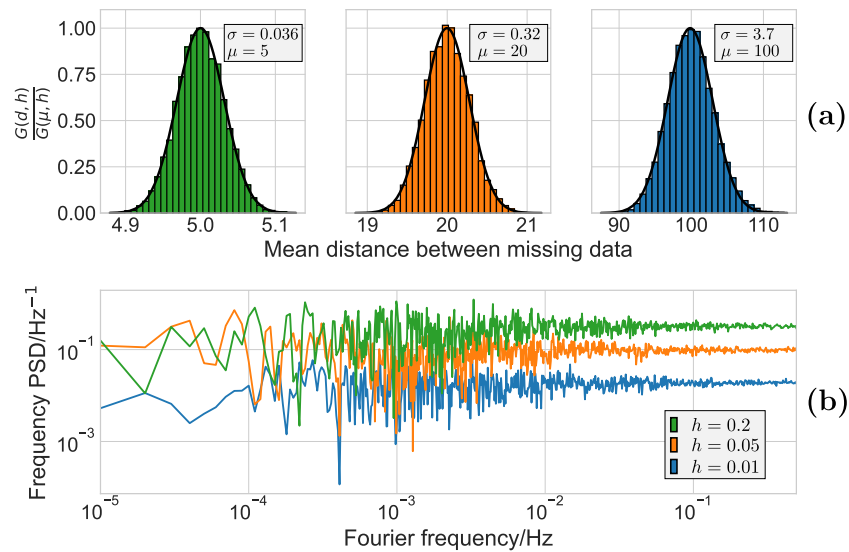 σ = 0.036
μ = 5
σ = 0.32
μ = 20
σ = 3.7
μ = 100
1.00
0.75
0.50
0.25
0.00
G(d, h)
G(μ, h)
(a)
4.9 5.0 5.1 19 20 21 90 100 110
Mean distance between missing data
Frequency PSD/Hz⁻¹
10⁻¹
10⁻³
(b)
h = 0.2
h = 0.05
h = 0.01
10⁻⁵ 10⁻⁴ 10⁻³ 10⁻² 10⁻¹
Fourier frequency/Hz